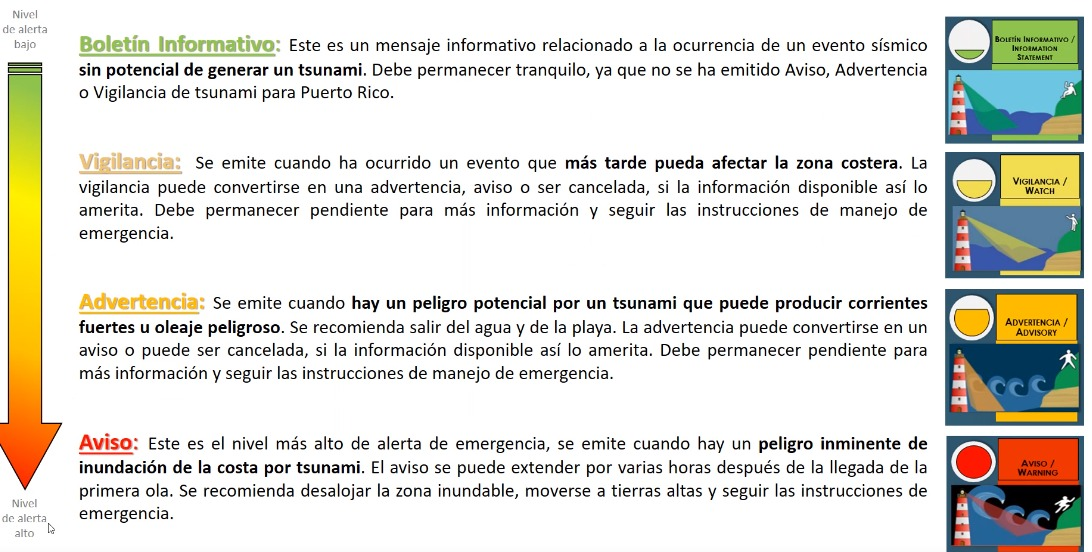 Nivel
de alerta
bajo
Boletín Informativo: Este es un mensaje informativo relacionado a la ocurrencia de un evento sísmico
sin potencial de generar un tsunami. Debe permanecer tranquilo, ya que no se ha emitido Aviso, Advertencia
o Vigilancia de tsunami para Puerto Rico.
BOLETÍN INFORMATIVO /
INFORMATION
STATEMENT
Vigilancia: Se emite cuando ha ocurrido un evento que más tarde pueda afectar la zona costera. La
vigilancia puede convertirse en una advertencia, aviso o ser cancelada, si la información disponible así lo
amerita. Debe permanecer pendiente para más información y seguir las instrucciones de manejo de
emergencia.
VIGILANCIA /
WATCH
Advertencia: Se emite cuando hay un peligro potencial por un tsunami que puede producir corrientes
fuertes u oleaje peligroso. Se recomienda salir del agua y de la playa. La advertencia puede convertirse en un
aviso o puede ser cancelada, si la información disponible así lo amerita. Debe permanecer pendiente para
más información y seguir las instrucciones de manejo de emergencia.
ADVERTENCIA /
ADVISORY
Aviso: Este es el nivel más alto de alerta de emergencia, se emite cuando hay un peligro inminente de
inundación de la costa por tsunami. El aviso se puede extender por varias horas después de la llegada de la
primera ola. Se recomienda desalojar la zona inundable, moverse a tierras altas y seguir las instrucciones de
emergencia.
AVISO /
WARNING
Nivel
de alerta
alto